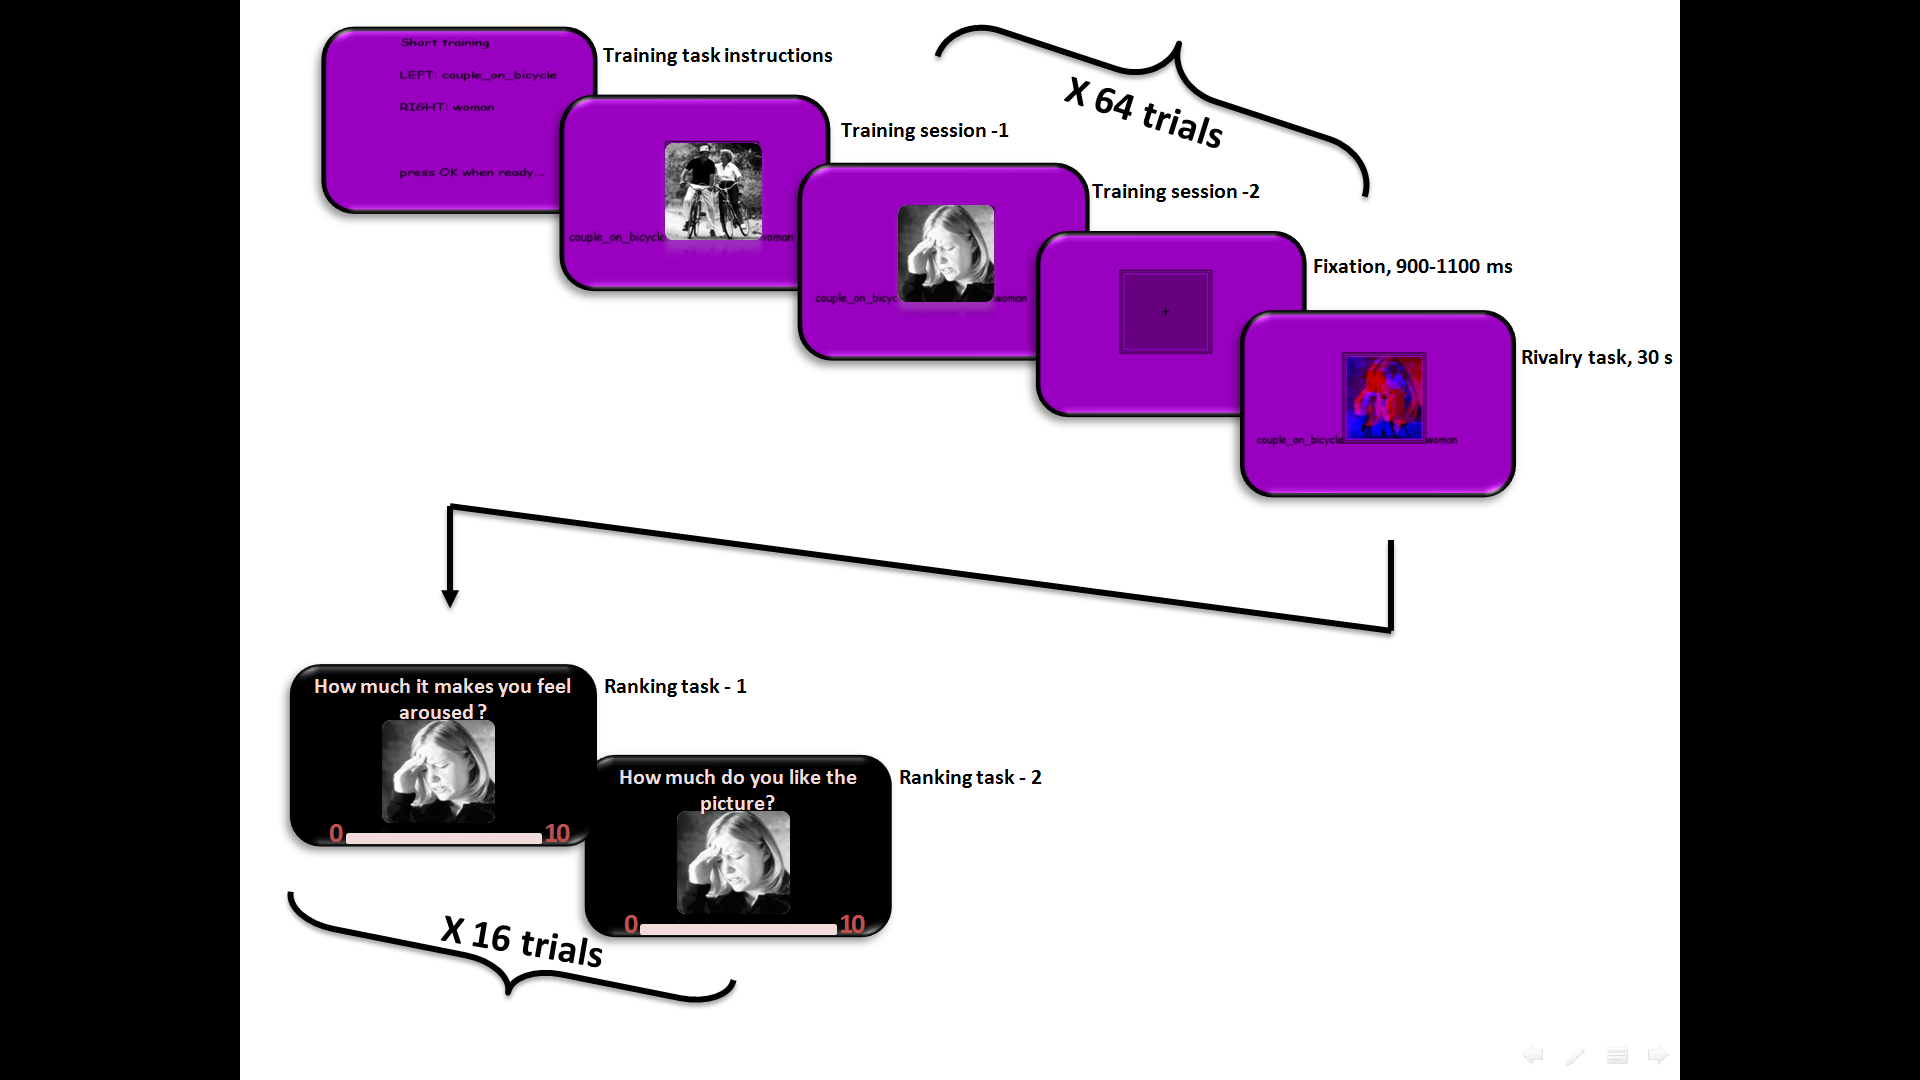 Short training
LEFT: couple_on_bicycle
RIGHT: woman
press OK when ready...
Training task instructions
X 64 trials
couple_on_bicycle
Training session -1
couple_on_bicyc
woman
Training session -2
Fixation, 900-1100 ms
couple_on_bicycle
woman
Rivalry task, 30 s
How much it makes you feel
aroused ?
0 10
Ranking task - 1
How much do you like the
picture?
0 10
Ranking task - 2
X 16 trials